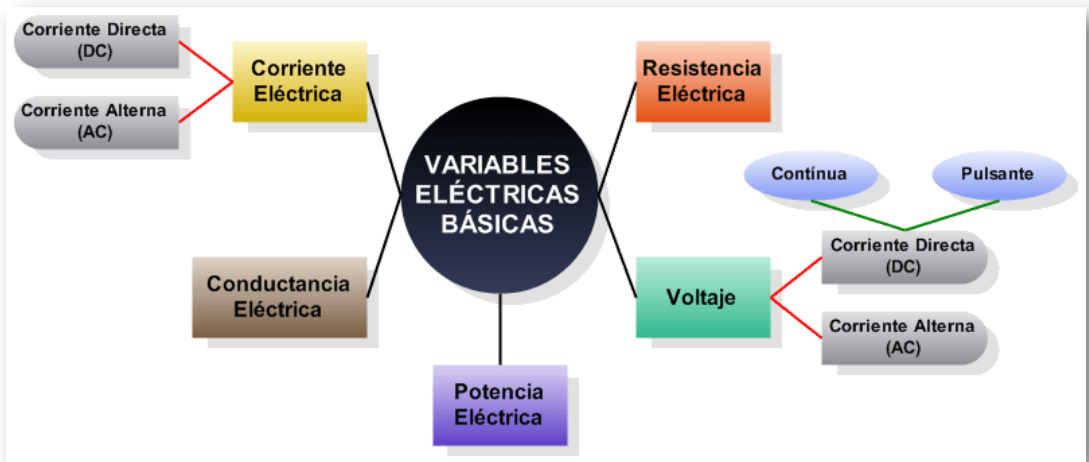 Corriente Directa
(DC)
Corriente Alterna
(AC)
Corriente
Eléctrica
Resistencia
Eléctrica
VARIABLES
ELÉCTRICAS
BÁSICAS
Contínua
Pulsante
Corriente Directa
(DC)
Corriente Alterna
(AC)
Voltaje
Conductancia
Eléctrica
Potencia
Eléctrica